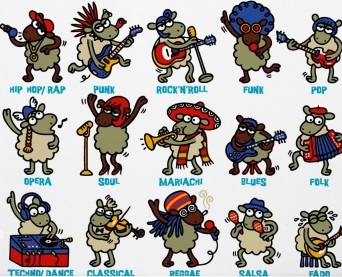 HIP HOP/RAP
PUNK
ROCK'N'ROLL
FUNK
POP
OPERA
SOUL
MARIACHI
BLUES
FOLK
TECHNO/DANCE
CLASSICAL
REGGAE
SALSA
FADO